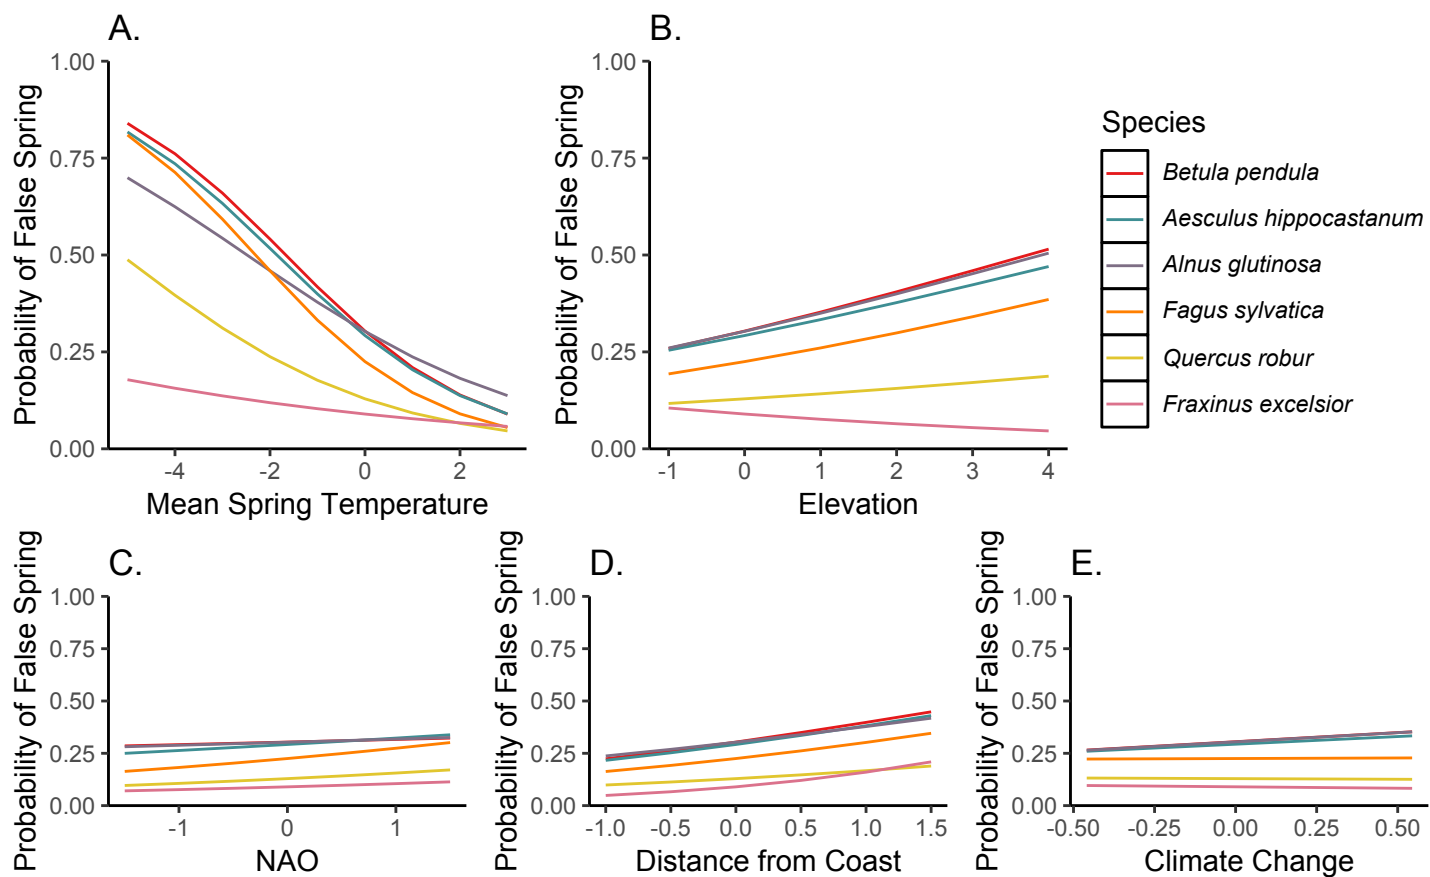 A.
1.00
0.75
0.50
0.25
0.00
-4
-2
0
2
Mean Spring Temperature
Probability of False Spring
B.
1.00
0.75
0.50
0.25
0.00
-1
0
1
2
3
4
Elevation
Probability of False Spring
Species
Betula pendula
Aesculus hippocastanum
Alnus glutinosa
Fagus sylvatica
Quercus robur
Fraxinus excelsior
C.
1.00
0.75
0.50
0.25
0.00
-1
0
1
NAO
Probability of False Spring
D.
1.00
0.75
0.50
0.25
0.00
-1.0
-0.5
0.0
0.5
1.0
1.5
Distance from Coast
Probability of False Spring
E.
1.00
0.75
0.50
0.25
0.00
-0.50
-0.25
0.00
0.25
0.50
Climate Change
Probability of False Spring